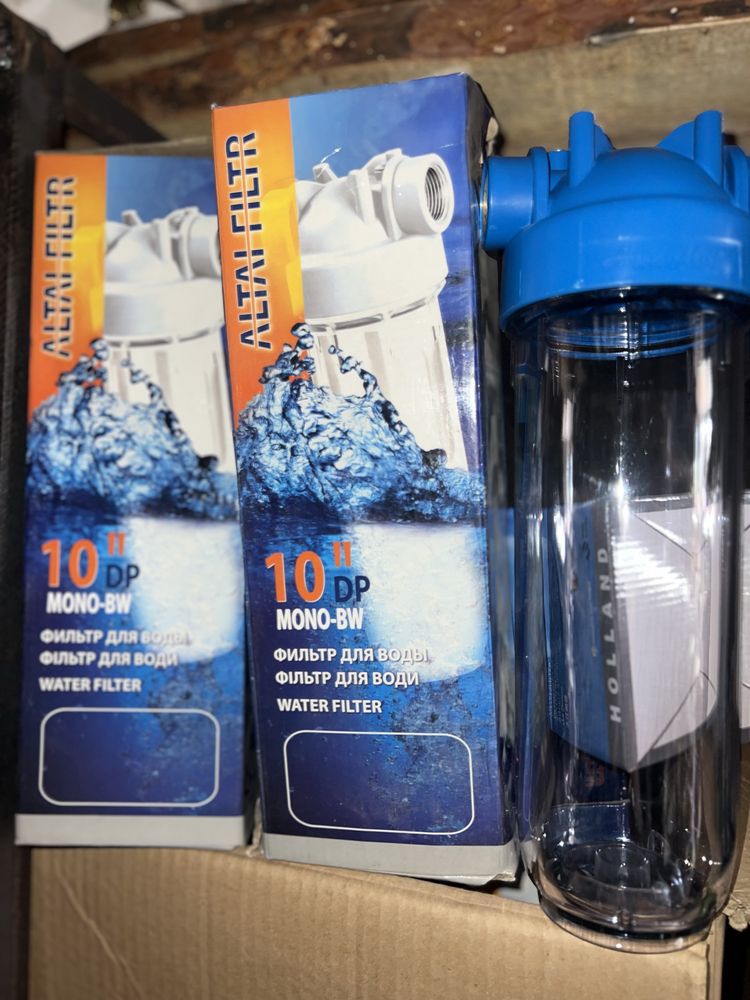 ALTAI FILTR
10" DP
MONO-BW
ФИЛЬТР ДЛЯ ВОДЫ
ФІЛЬТР ДЛЯ ВОДИ
WATER FILTER
ALTAI FILTR
10" DP
MONO-BW
ФИЛЬТР ДЛЯ ВОДЫ
ФІЛЬТР ДЛЯ ВОДИ
WATER FILTER
HOLLAND